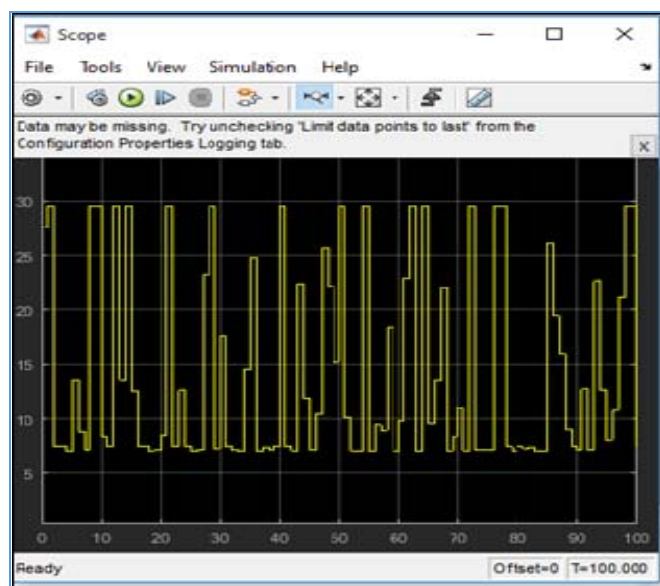 Scope
File Tools View Simulation Help
Data may be missing. Try unchecking 'Limit data points to last' from the
Configuration Properties Logging tab.
30
25
20
15
10
5
0 10 20 30 40 50 60 70 80 90 100
Ready Offset=0 T=100.000